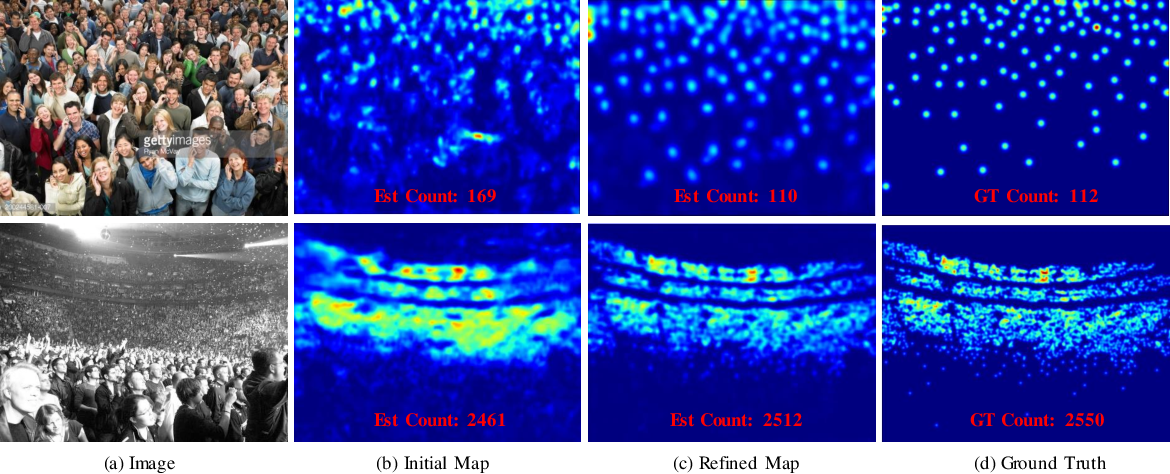 gettyimages
Est Count: 169
Est Count: 110
GT Count: 112
Est Count: 2461
Est Count: 2512
GT Count: 2550
(a) Image
(b) Initial Map
(c) Refined Map
(d) Ground Truth